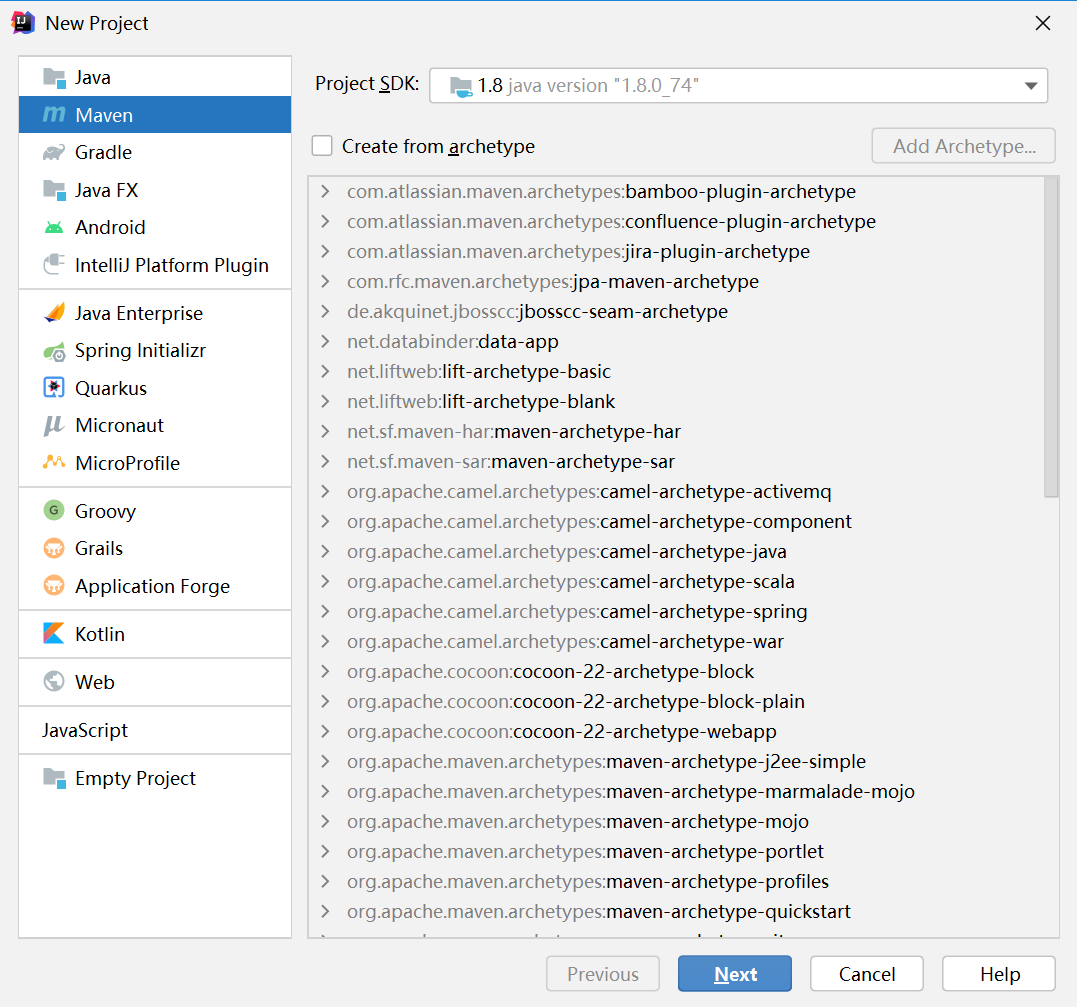 New Project
Java
Maven
Gradle
Java FX
Android
IntelliJ Platform Plugin
Java Enterprise
Spring Initializr
Quarkus
Micronaut
MicroProfile
Groovy
Grails
Application Forge
Kotlin
Web
JavaScript
Empty Project
Project SDK: 1.8 java version "1.8.0_74"
Create from archetype Add Archetype...
com.atlassian.maven.archetypes:bamboo-plugin-archetype
com.atlassian.maven.archetypes:confluence-plugin-archetype
com.atlassian.maven.archetypes:jira-plugin-archetype
com.rfc.maven.archetypes:jpa-maven-archetype
de.akquinet.jbosscc:jbosscc-seam-archetype
net.databinder:data-app
net.liftweb:lift-archetype-basic
net.liftweb:lift-archetype-blank
net.sf.maven-har:maven-archetype-har
net.sf.maven-sar:maven-archetype-sar
org.apache.camel.archetypes:camel-archetype-activemq
org.apache.camel.archetypes:camel-archetype-component
org.apache.camel.archetypes:camel-archetype-java
org.apache.camel.archetypes:camel-archetype-scala
org.apache.camel.archetypes:camel-archetype-spring
org.apache.camel.archetypes:camel-archetype-war
org.apache.cocoon:cocoon-22-archetype-block
org.apache.cocoon:cocoon-22-archetype-block-plain
org.apache.cocoon:cocoon-22-archetype-webapp
org.apache.maven.archetypes:maven-archetype-j2ee-simple
org.apache.maven.archetypes:maven-archetype-marmalade-mojo
org.apache.maven.archetypes:maven-archetype-mojo
org.apache.maven.archetypes:maven-archetype-portlet
org.apache.maven.archetypes:maven-archetype-profiles
org.apache.maven.archetypes:maven-archetype-quickstart
Previous Next Cancel Help